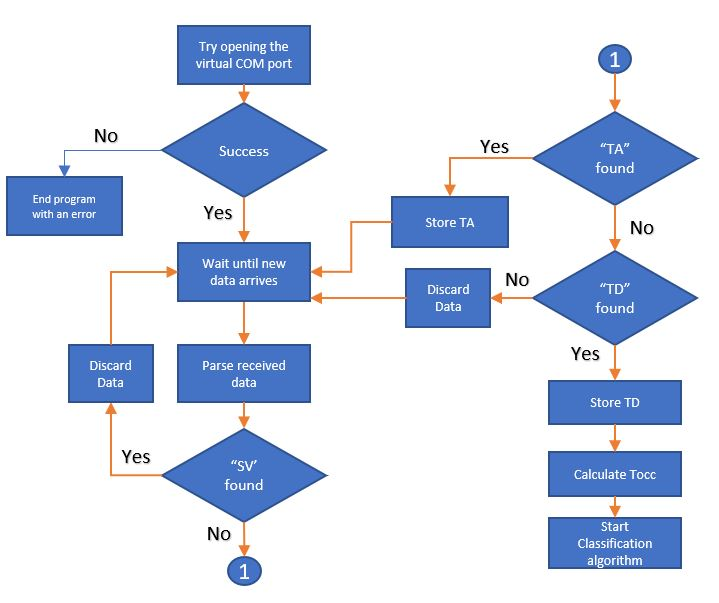 Try opening the
virtual COM port
Success
No
End program
with an error
Yes
Wait until new
data arrives
Parse received
data
Discard
Data
Yes
"SV'
found
No
1
1
"TA"
found
Yes
Store TA
No
"TD"
found
No
Discard
Data
Yes
Store TD
Calculate Tocc
Start
Classification
algorithm